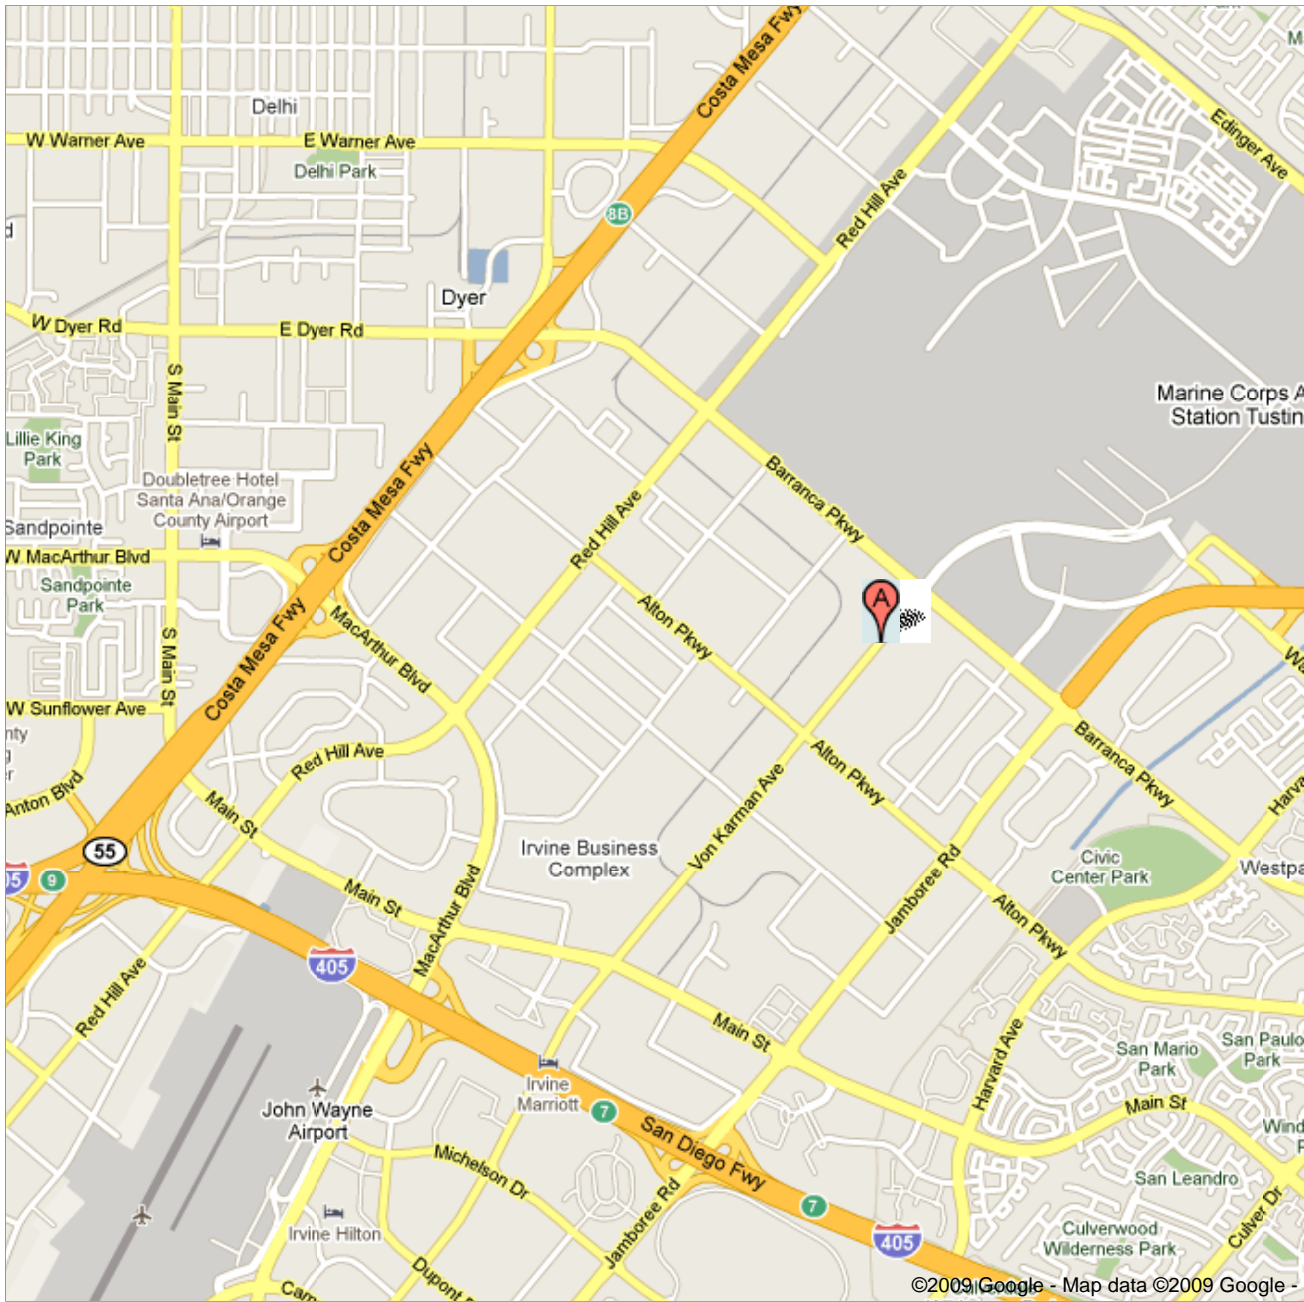 Costa Mesa Fwy
Delhi
W Warner Ave
E Warner Ave
Delhi Park
Edinger Ave
Red Hill Ave
8B
Dyer
W Dyer Rd
E Dyer Rd
S Main St
Marine Corps A
Station Tustin
Lillie King
Park
Doubletree Hotel
Santa Ana/Orange
County Airport
Costa Mesa Fwy
Barranca Pkwy
Sandpointe
Red Hill Ave
W MacArthur Blvd
Sandpointe
Park
A
Alton Pkwy
MacArthur Blvd
Costa Mesa Fwy
S Main St
W Sunflower Ave
Red Hill Ave
Alton Pkwy
Barranca Pkwy
Anton Blvd
Main St
Von Karman Ave
55
Irvine Business
Complex
Civic
Center Park
Westpa
9
Main St
Jamboree Rd
MacArthur Blvd
Alton Pkwy
405
Red Hill Ave
Main St
Harvard Ave
San Mario
Park
San Paulo
Park
Irvine
Marriott
7
John Wayne
Airport
Main St
San Diego Fwy
Michelson Dr
San Leandro
Jamboree Rd
7
Irvine Hilton
Culver Dr
Culverwood
Wilderness Park
405
Dupont
©2009 Google - Map data ©2009 Google -